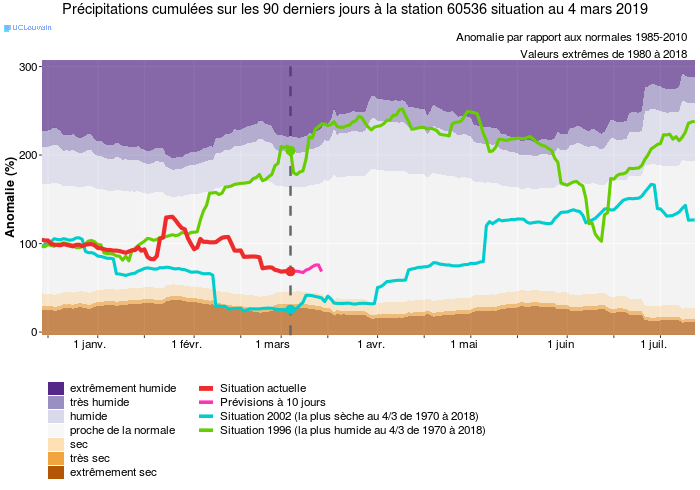 Précipitations cumulées sur les 90 derniers jours à la station 60536 situation au 4 mars 2019
UCLouvain
Anomalie par rapport aux normales 1985-2010
Valeurs extrêmes de 1980 à 2018
Anomalie (%)
300
200
100
0
1 janv. 1 févr. 1 mars 1 avr. 1 juin 1 juil.
extrêmement humide
très humide
humide
proche de la normale
sec
très sec
extrêmement sec
Situation actuelle
Prévisions à 10 jours
Situation 2002 (la plus sèche au 4/3 de 1970 à 2018)
Situation 1996 (la plus humide au 4/3 de 1970 à 2018)